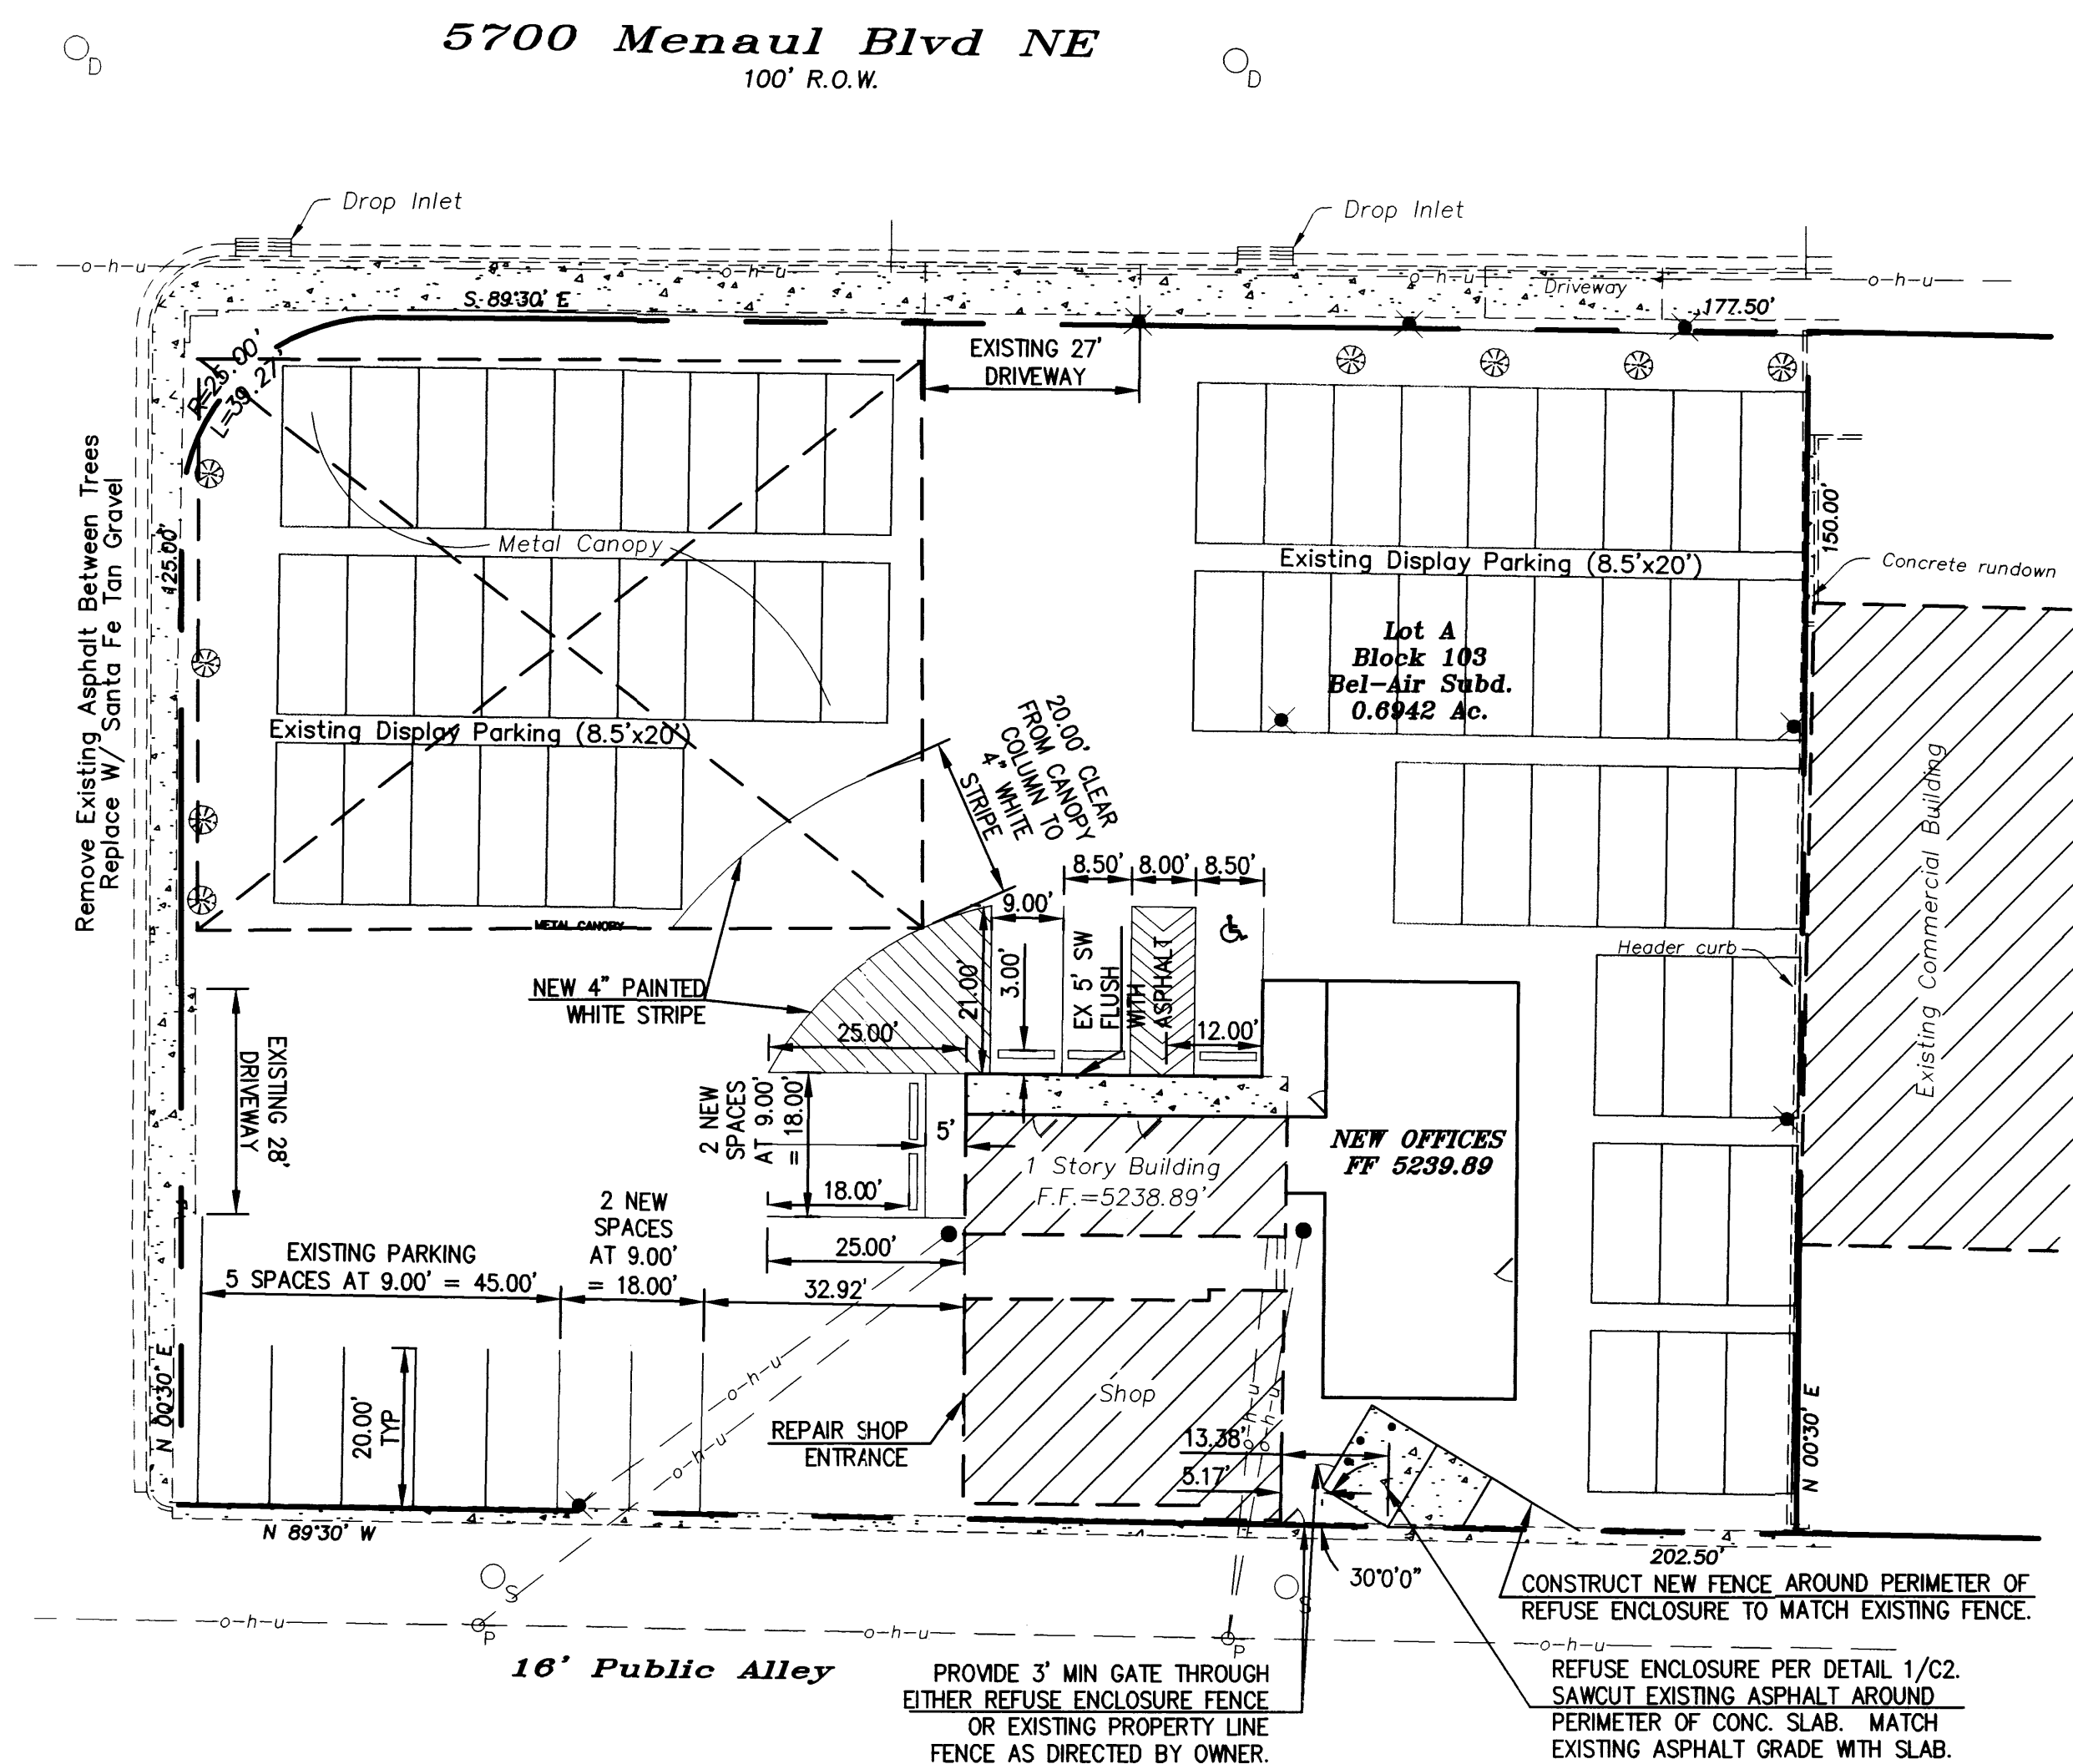 5700 Menaul Blvd NE
100' R.O.W.
D
D
Drop Inlet
Drop Inlet
o-h-u
o-h-u
o-h-u
o-h-u
Driveway
S 89°30' E
177.50'
R=25.00'
L=39.27'
EXISTING 27'
DRIVEWAY
Remove Existing Asphalt Between Trees
Replace W/ Santa Fe Tan Gravel
125.00'
Metal Canopy
Existing Display Parking (8.5'x20')
150.00'
Concrete rundown
Lot A
Block 103
Bel-Air Subd.
0.6942 Ac.
Existing Display Parking (8.5'x20')
20.00' CLEAR
FROM CANOPY
COLUMN TO
4" WHITE
STRIPE
Existing Commercial Building
8.50'
8.00'
8.50'
9.00'
METAL CANOPY
Header curb
NEW 4" PAINTED
WHITE STRIPE
21.00'
3.00'
EX 5' SW
FLUSH
WITH
ASPHALT
25.00'
12.00'
EXISTING 28'
DRIVEWAY
2 NEW
SPACES
AT 9.00'
= 18.00'
5'
1 Story Building
F.F.=5238.89'
NEW OFFICES
FF 5239.89
18.00'
2 NEW
SPACES
AT 9.00'
= 18.00'
EXISTING PARKING
5 SPACES AT 9.00' = 45.00'
25.00'
32.92'
N 00°30' E
20.00'
TYP
o-h-u
o-h-u
o-h-u
o-h-u
REPAIR SHOP
ENTRANCE
Shop
13.38'
5.17'
N 00°30' E
N 89°30' W
202.50'
30°0'0"
S
S
CONSTRUCT NEW FENCE AROUND PERIMETER OF
REFUSE ENCLOSURE TO MATCH EXISTING FENCE.
o-h-u
P
o-h-u
P
o-h-u
16' Public Alley
PROVIDE 3' MIN GATE THROUGH
EITHER REFUSE ENCLOSURE FENCE
OR EXISTING PROPERTY LINE
FENCE AS DIRECTED BY OWNER.
REFUSE ENCLOSURE PER DETAIL 1/C2.
SAWCUT EXISTING ASPHALT AROUND
PERIMETER OF CONC. SLAB. MATCH
EXISTING ASPHALT GRADE WITH SLAB.